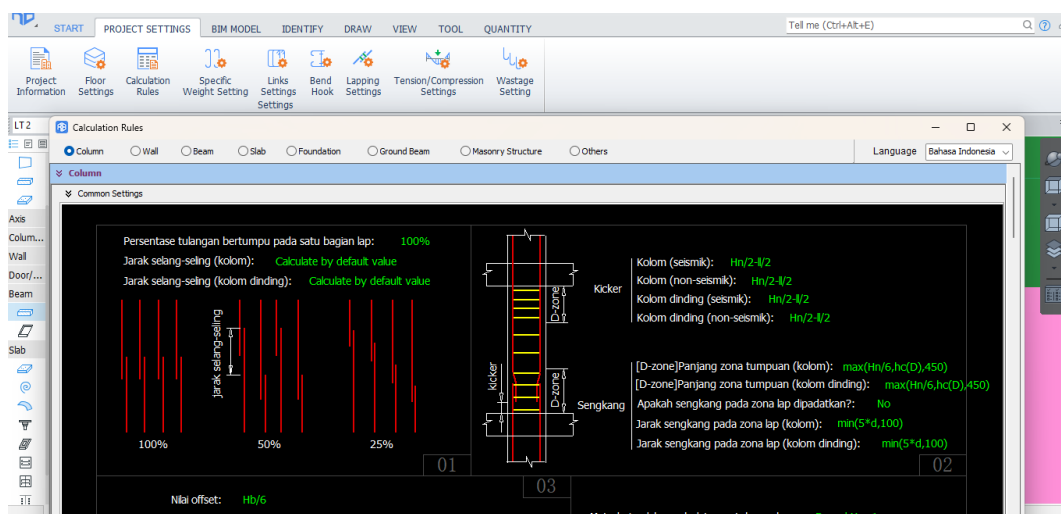 START PROJECT SETTINGS BIM MODEL IDENTIFY DRAW VIEW TOOL QUANTITY
Tell me (Ctrl+Alt+E)
Project Information
Floor Settings
Calculation Rules
Specific Weight Setting
Links Settings
Bend Hook
Lapping Settings
Tension/Compression Settings
Wastage Setting
Settings
LT 2
Calculation Rules
Column Wall Beam Slab Foundation Ground Beam Masonry Structure Others
Language Bahasa Indonesia
Column
Common Settings
Axis
Colum...
Wall
Door/...
Beam
Slab
Persentase tulangan bertumpu pada satu bagian lap: 100%
Jarak selang-seling (kolom): Calculate by default value
Jarak selang-seling (kolom dinding): Calculate by default value
jarak selang-seling
100% 50% 25%
01
D-zone
kicker
D-zone
Kicker
Kolom (seismik): Hn/2-ll/2
Kolom (non-seismik): Hn/2-ll/2
Kolom dinding (seismik): Hn/2-ll/2
Kolom dinding (non-seismik): Hn/2-ll/2
Sengkang
[D-zone]Panjang zona tumpuan (kolom): max(Hn/6,hc(D),450)
[D-zone]Panjang zona tumpuan (kolom dinding): max(Hn/6,hc(D),450)
Apakah sengkang pada zona lap dipadatkan?: No
Jarak sengkang pada zona lap (kolom): min(5*d,100)
Jarak sengkang pada zona lap (kolom dinding): min(5*d,100)
02
03
Nilai offset: Hb/6